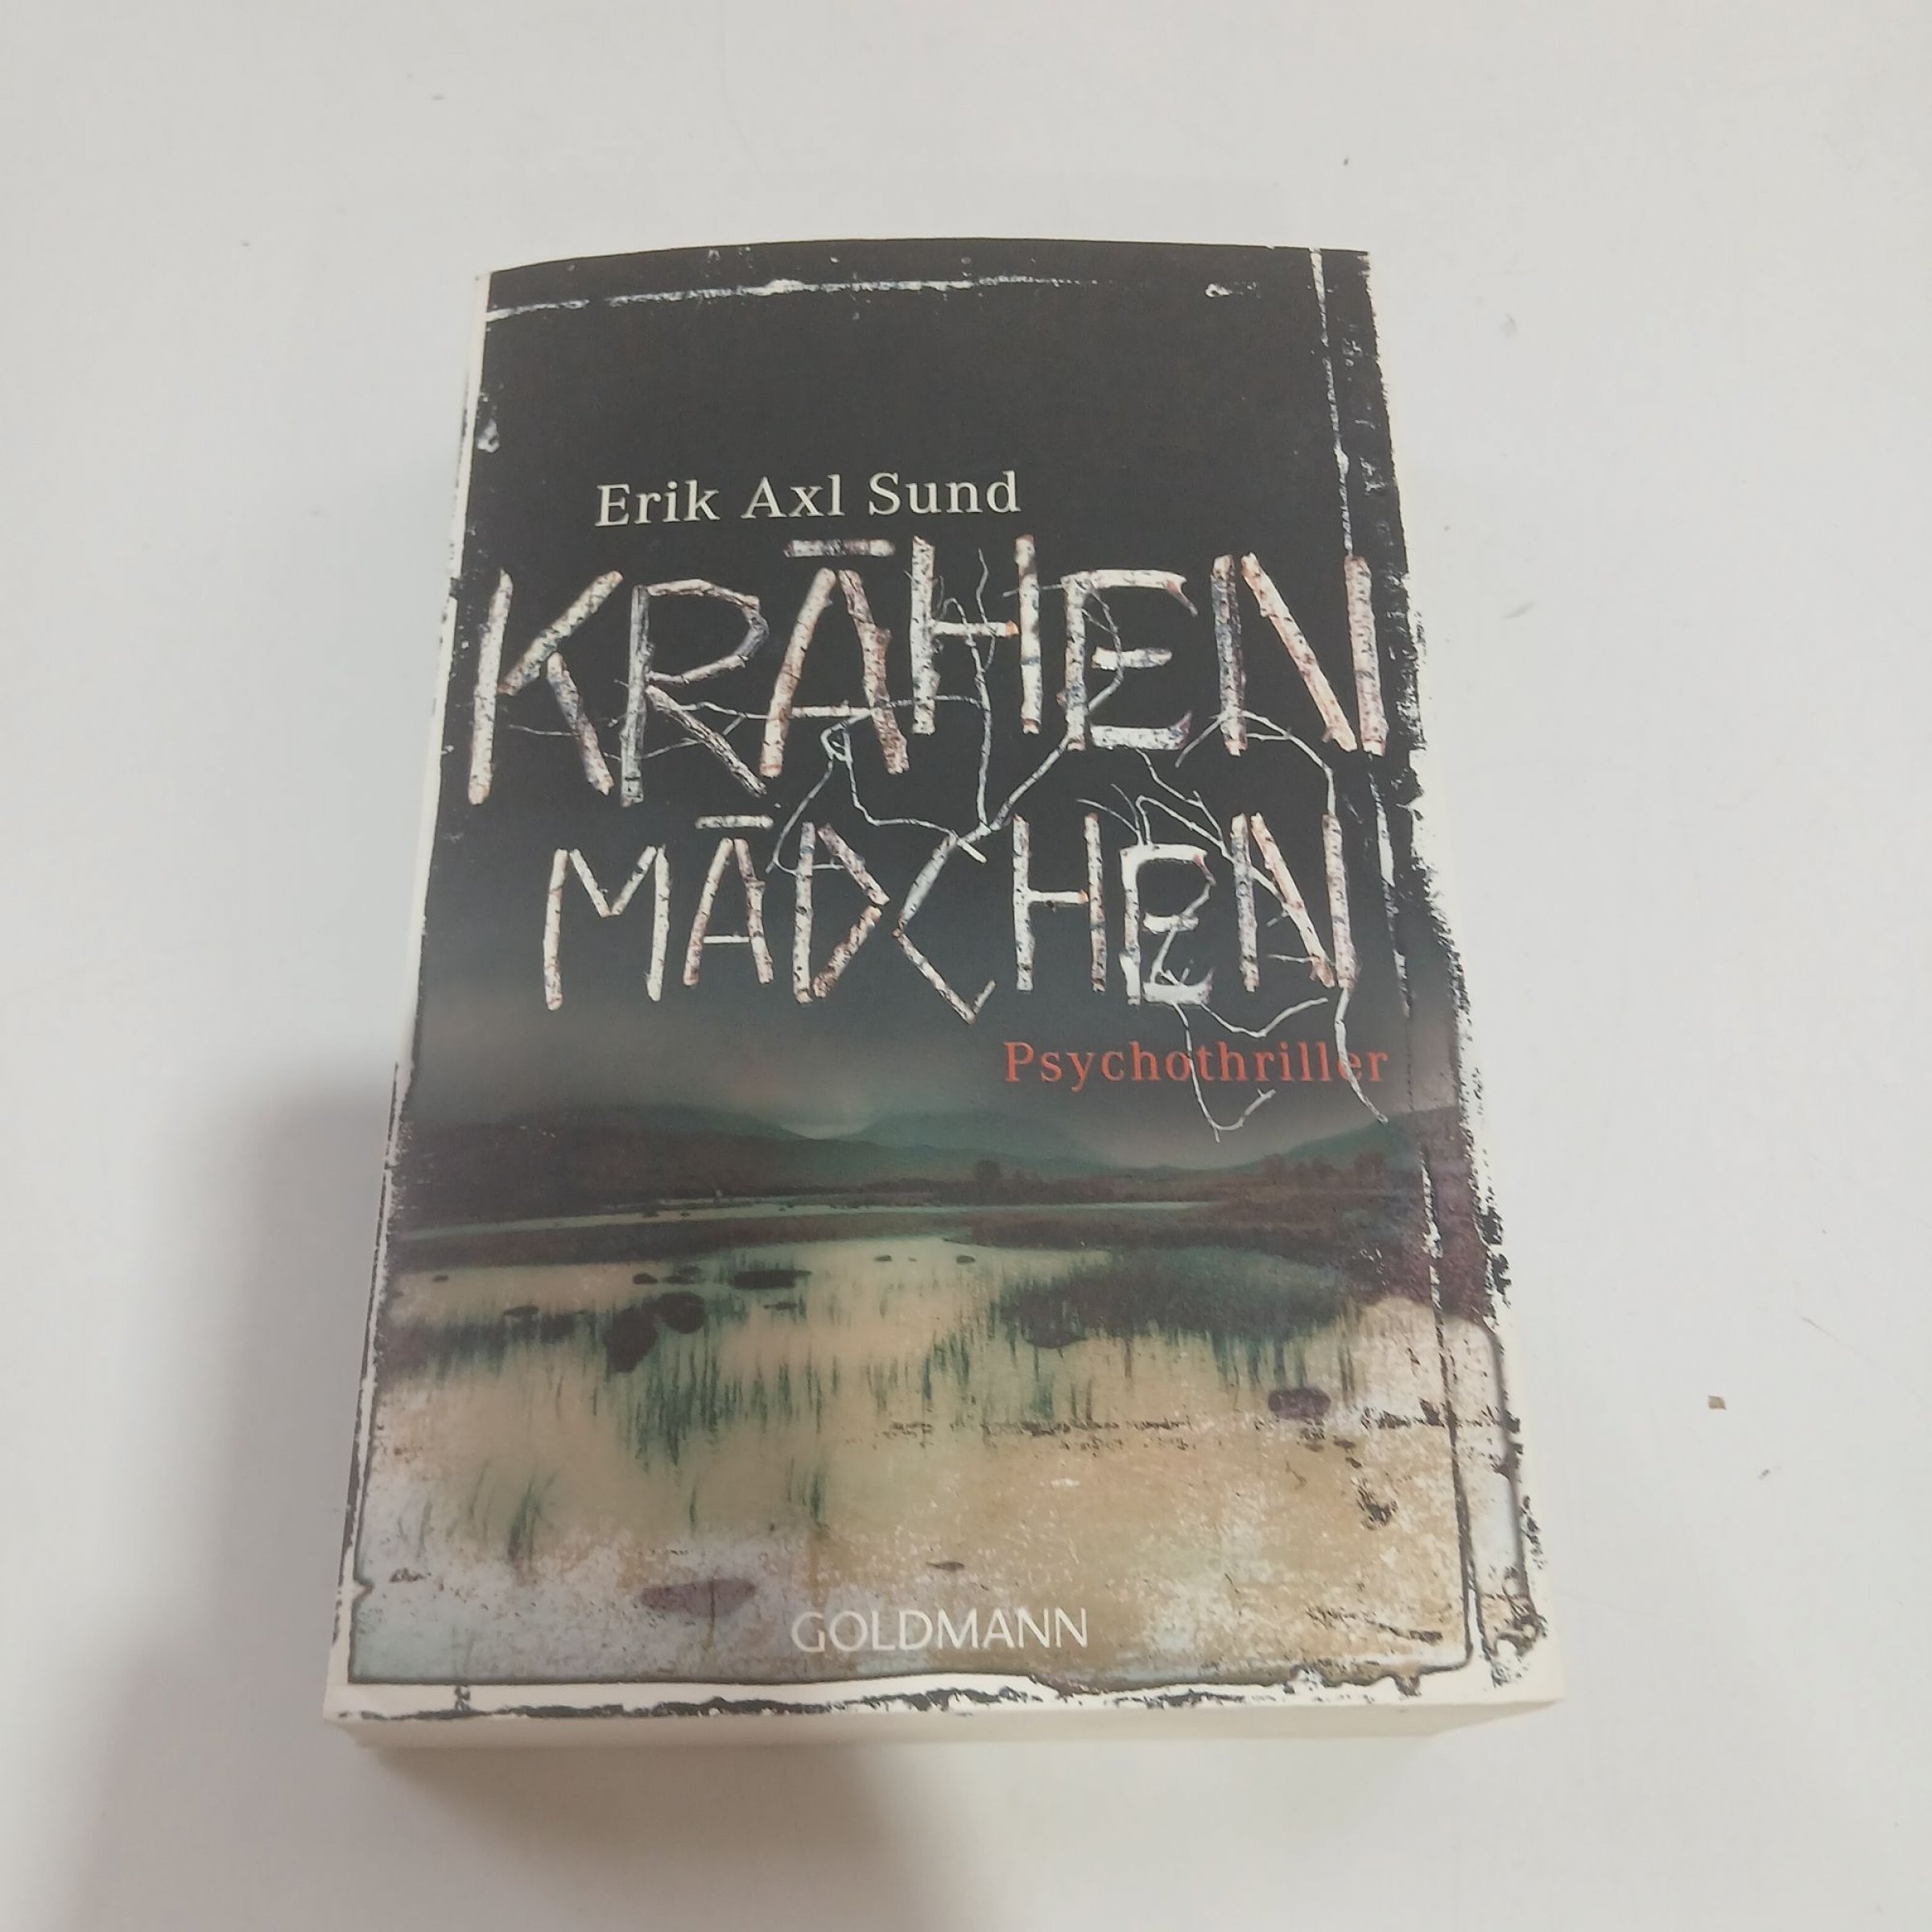 Erik Axl Sund
KRÄHEN
MÄDCHEN
Psychothriller
GOLDMANN